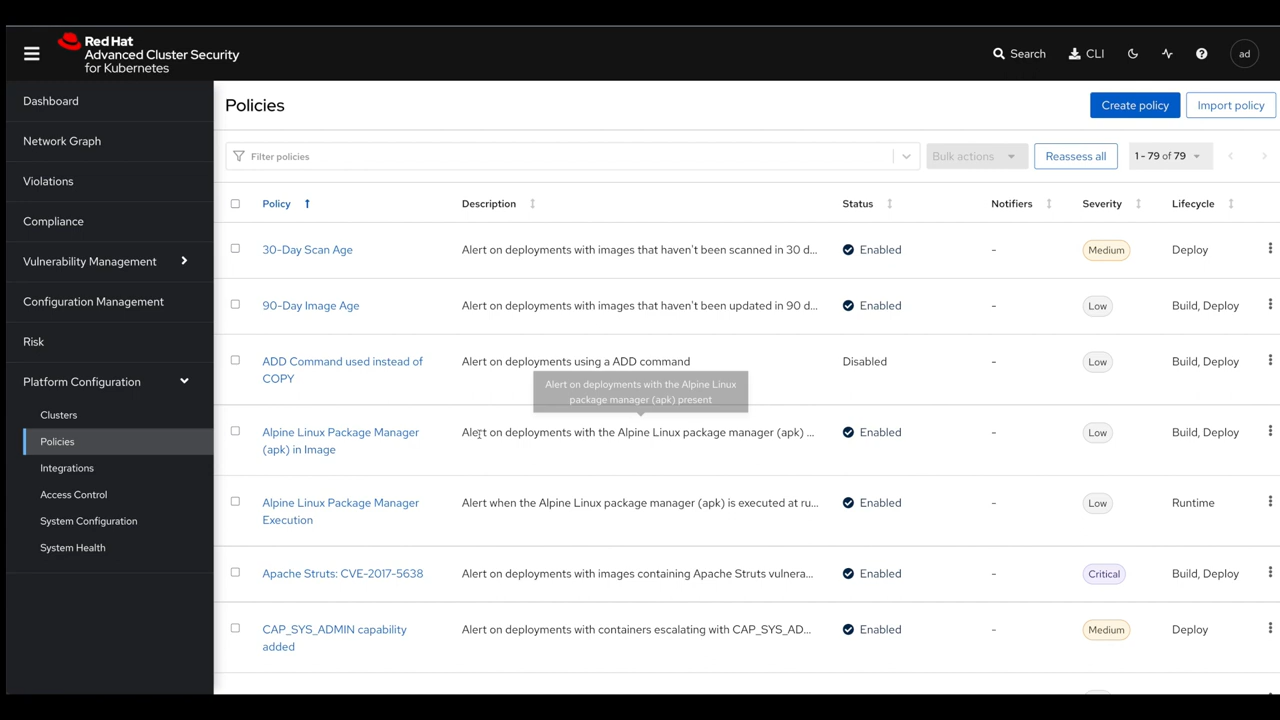 Red Hat
Advanced Cluster Security
for Kubernetes
Search
CLI
ad
Dashboard
Network Graph
Violations
Compliance
Vulnerability Management
Configuration Management
Risk
Platform Configuration
Clusters
Policies
Integrations
Access Control
System Configuration
System Health
Policies
Create policy
Import policy
Filter policies
Bulk actions
Reassess all
1 - 79 of 79
Policy
Description
Status
Notifiers
Severity
Lifecycle
30-Day Scan Age
Alert on deployments with images that haven't been scanned in 30 d...
Enabled
-
Medium
Deploy
90-Day Image Age
Alert on deployments with images that haven't been updated in 90 d...
Enabled
-
Low
Build, Deploy
ADD Command used instead of
COPY
Alert on deployments using a ADD command
Disabled
-
Low
Build, Deploy
Alert on deployments with the Alpine Linux
package manager (apk) present
Alpine Linux Package Manager
(apk) in Image
Alert on deployments with the Alpine Linux package manager (apk) ...
Enabled
-
Low
Build, Deploy
Alpine Linux Package Manager
Execution
Alert when the Alpine Linux package manager (apk) is executed at ru...
Enabled
-
Low
Runtime
Apache Struts: CVE-2017-5638
Alert on deployments with images containing Apache Struts vulnera...
Enabled
-
Critical
Build, Deploy
CAP_SYS_ADMIN capability
added
Alert on deployments with containers escalating with CAP_SYS_AD...
Enabled
-
Medium
Deploy